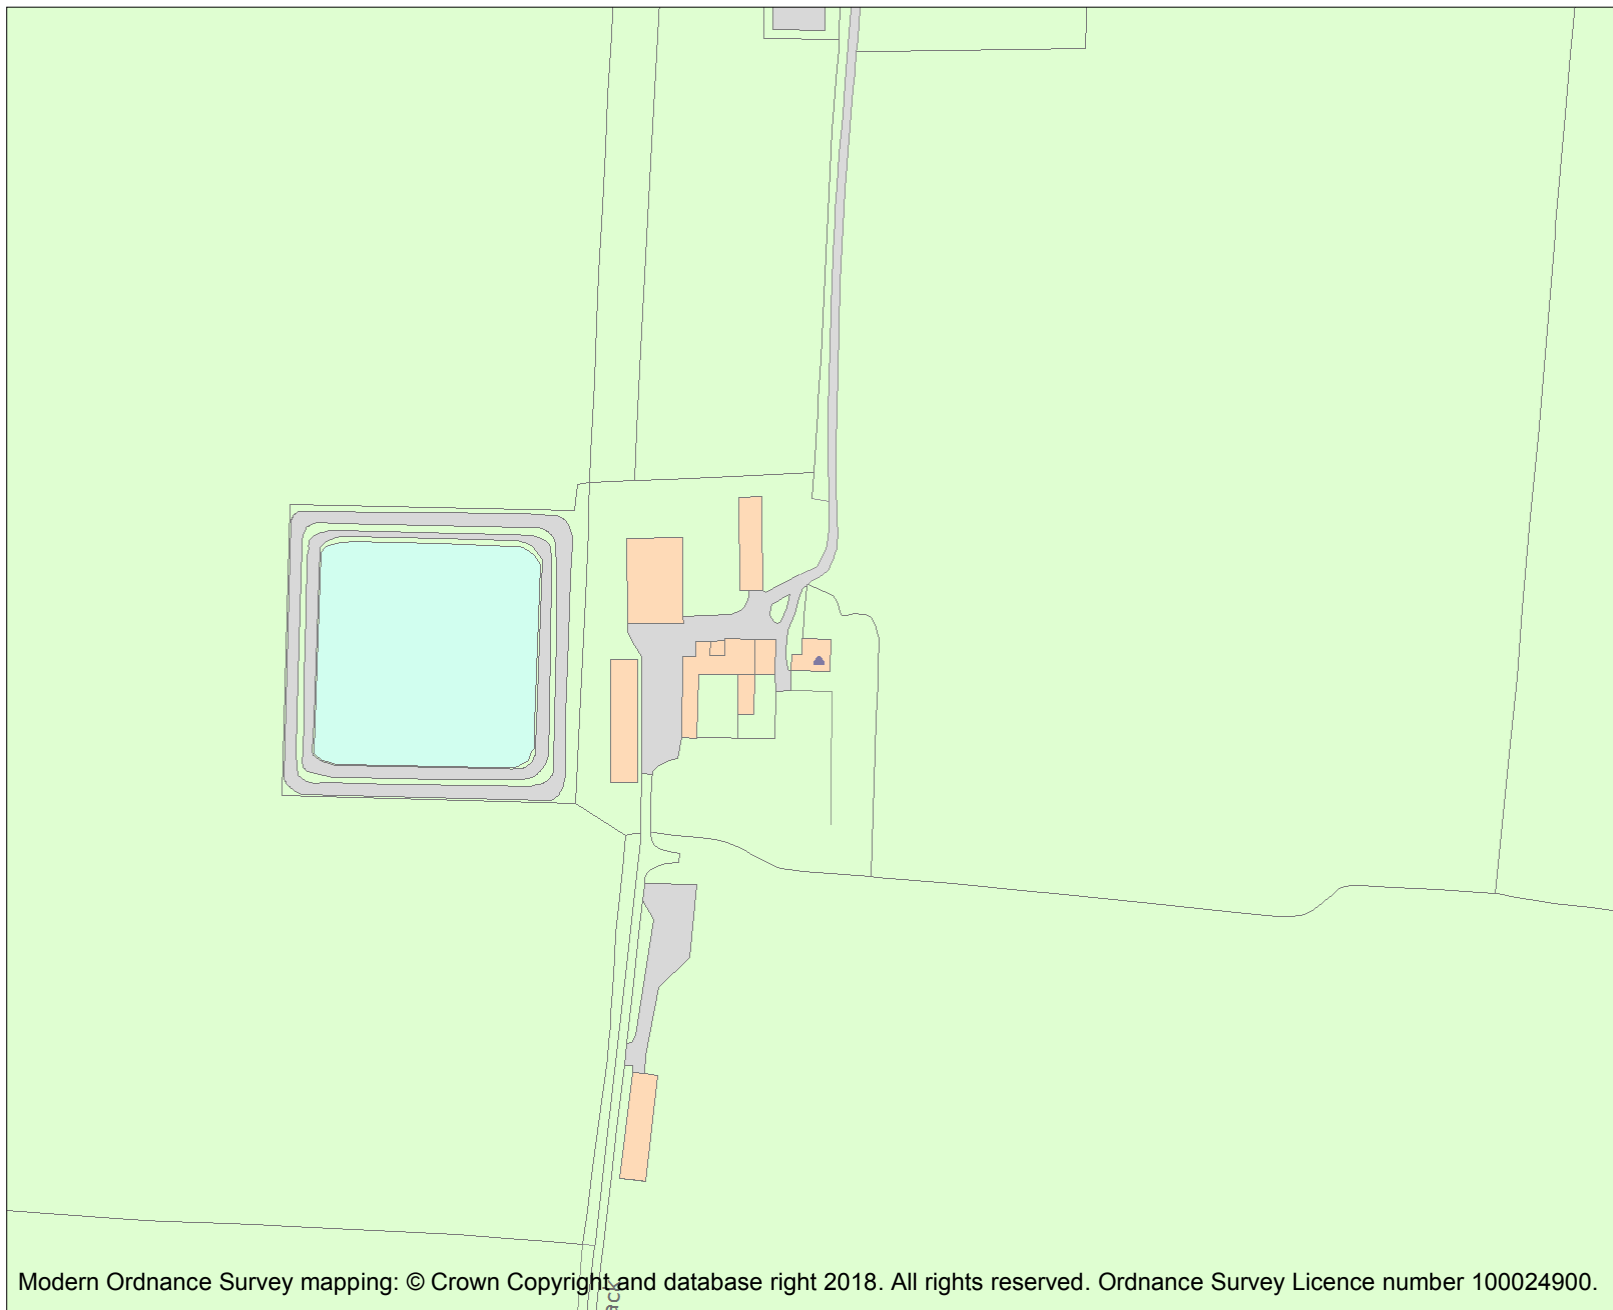 Modern Ordnance Survey mapping: © Crown Copyright and database right 2018. All rights reserved. Ordnance Survey Licence number 100024900.